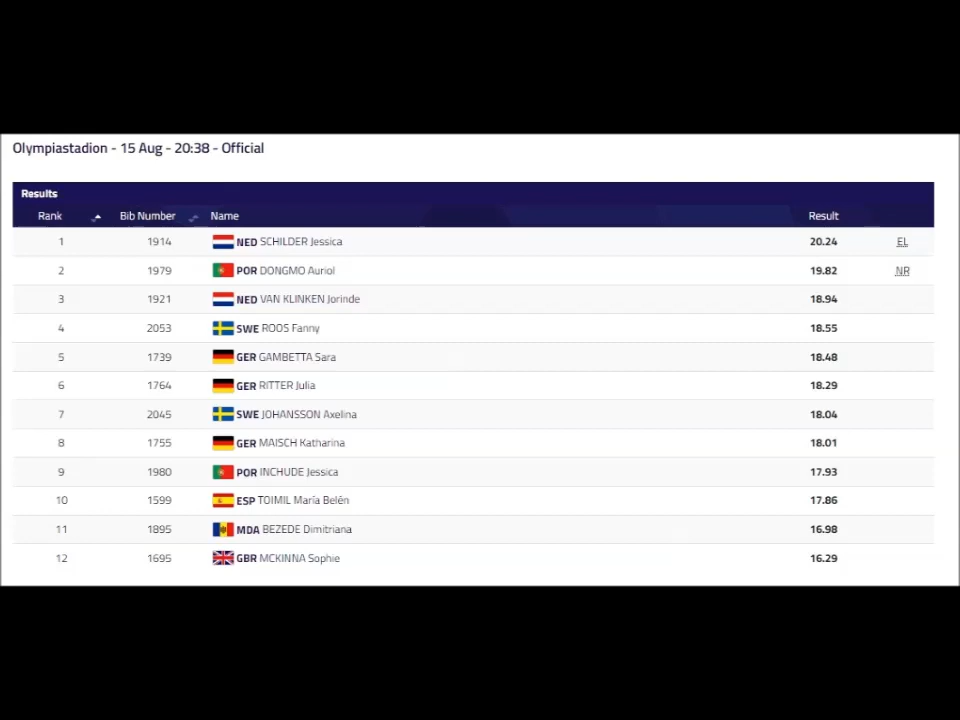 Olympiastadion - 15 Aug - 20:38 - Official
Results
Rank Bib Number Name Result
1 1914 NED SCHILDER Jessica 20.24 EL
2 1979 POR DONGMO Auriol 19.82 NR
3 1921 NED VAN KLINKEN Jorinde 18.94
4 2053 SWE ROOS Fanny 18.55
5 1739 GER GAMBETTA Sara 18.48
6 1764 GER RITTER Julia 18.29
7 2045 SWE JOHANSSON Axelina 18.04
8 1755 GER MAISCH Katharina 18.01
9 1980 POR INCHUDE Jessica 17.93
10 1599 ESP TOIMIL María Belén 17.86
11 1895 MDA BEZEDE Dimitriana 16.98
12 1695 GBR MCKINNA Sophie 16.29